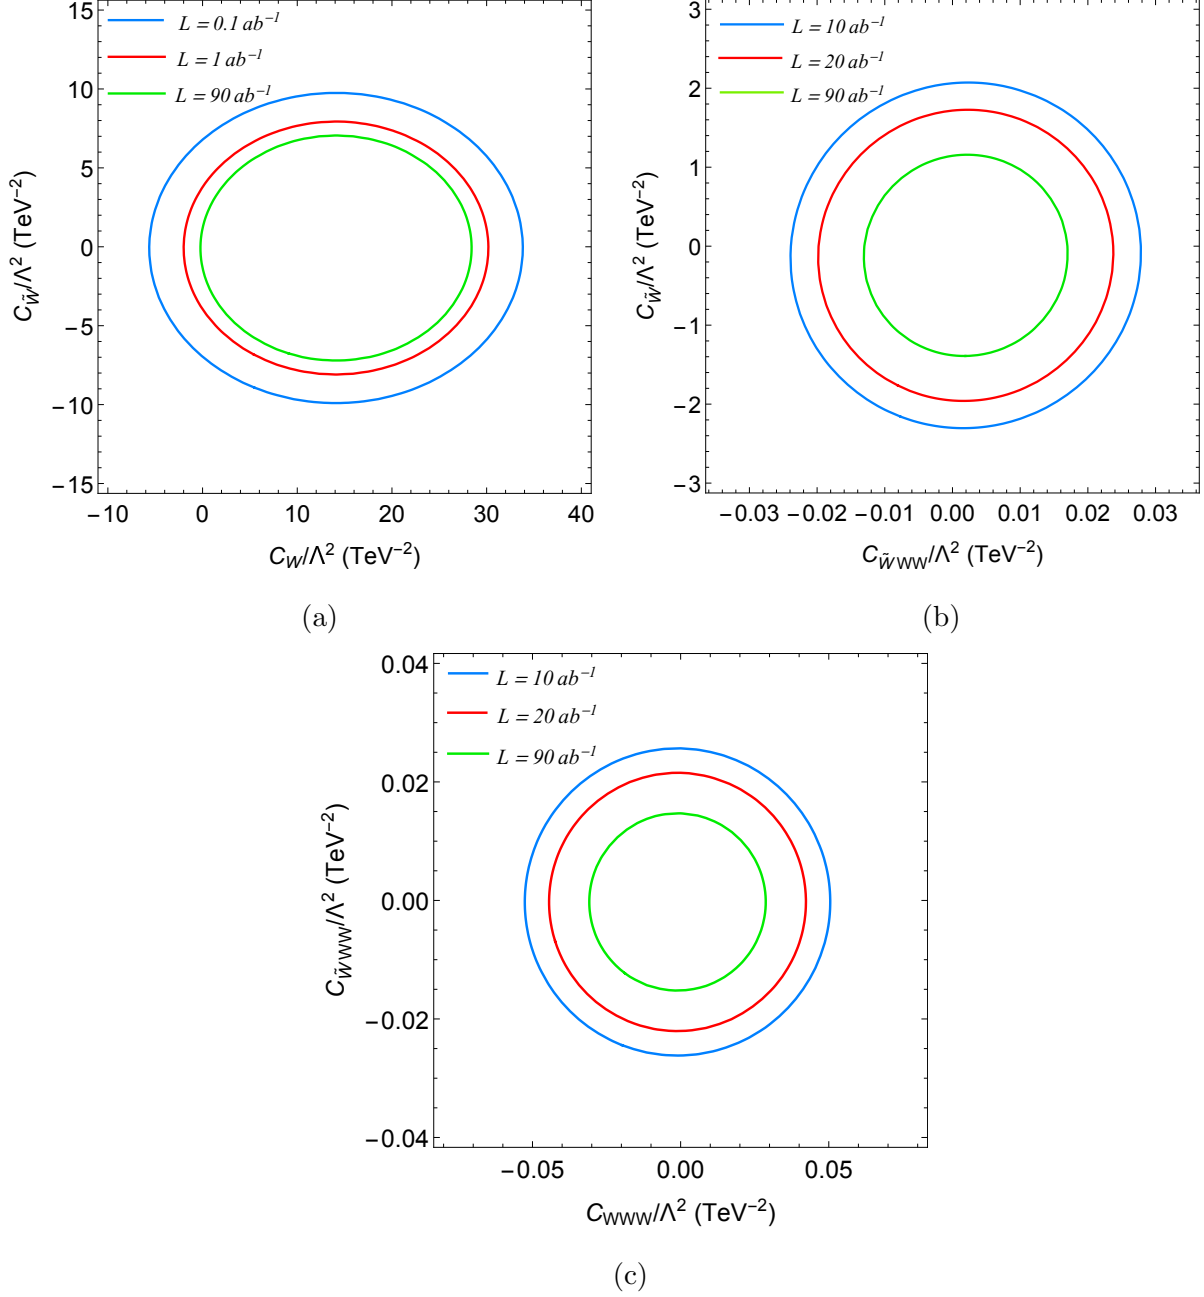 L = 0.1 ab⁻¹
L = 1 ab⁻¹
L = 90 ab⁻¹
15
10
5
0
−5
−10
−15
C_W̃/Λ² (TeV⁻²)
−10 0 10 20 30 40
C_W/Λ² (TeV⁻²)
(a)
L = 10 ab⁻¹
L = 20 ab⁻¹
L = 90 ab⁻¹
3
2
1
0
−1
−2
−3
C_W̃/Λ² (TeV⁻²)
−0.03 −0.02 −0.01 0.00 0.01 0.02 0.03
C_W̃WW/Λ² (TeV⁻²)
(b)
L = 10 ab⁻¹
L = 20 ab⁻¹
L = 90 ab⁻¹
0.04
0.02
0.00
−0.02
−0.04
C_W̃WW/Λ² (TeV⁻²)
−0.05 0.00 0.05
C_WWW/Λ² (TeV⁻²)
(c)